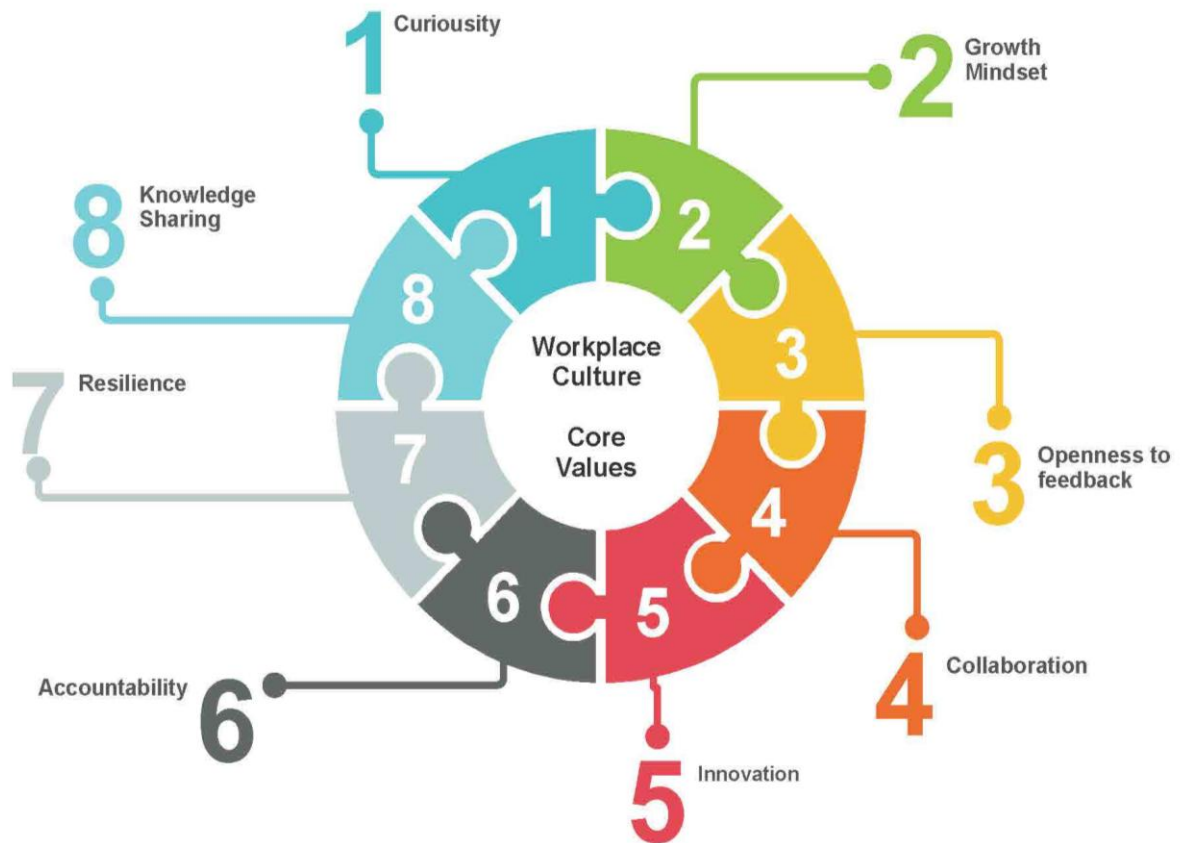 1 Curiousity
2 Growth
Mindset
3 Openness to
feedback
4 Collaboration
5 Innovation
6 Accountability
7 Resilience
8 Knowledge
Sharing
1
2
3
4
5
6
7
8
Workplace
Culture
Core
Values